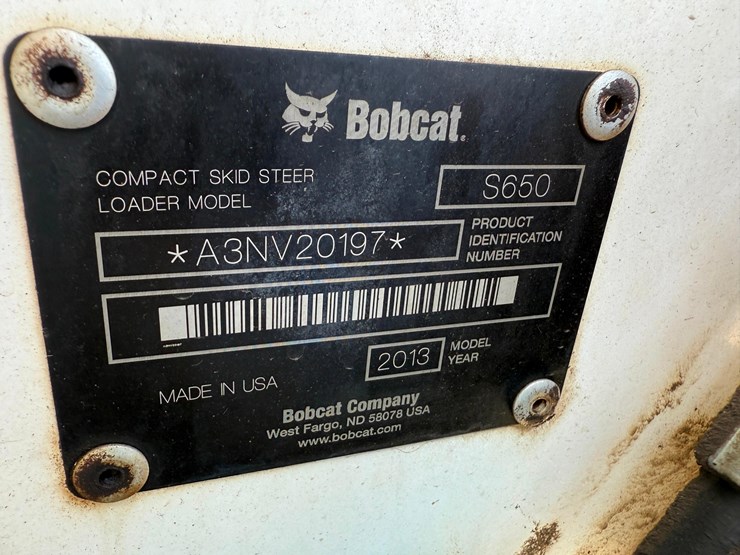 Bobcat.
COMPACT SKID STEER
LOADER MODEL
S650
*A3NV20197*
PRODUCT
IDENTIFICATION
NUMBER
2013
MODEL
YEAR
MADE IN USA
Bobcat Company
West Fargo, ND 58078 USA
www.bobcat.com